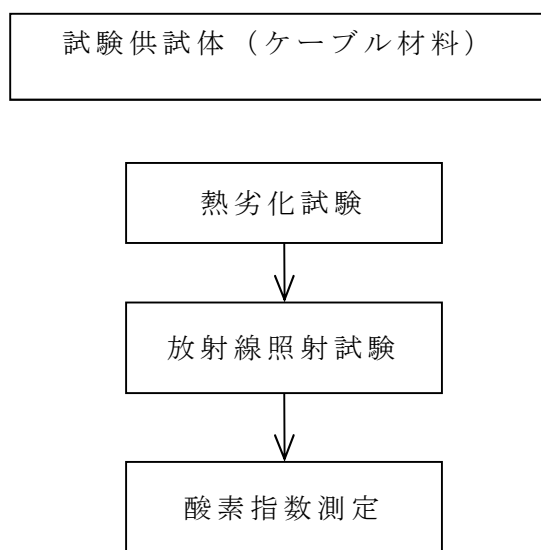 試験供試体（ケーブル材料）
熱劣化試験
放射線照射試験
酸素指数測定